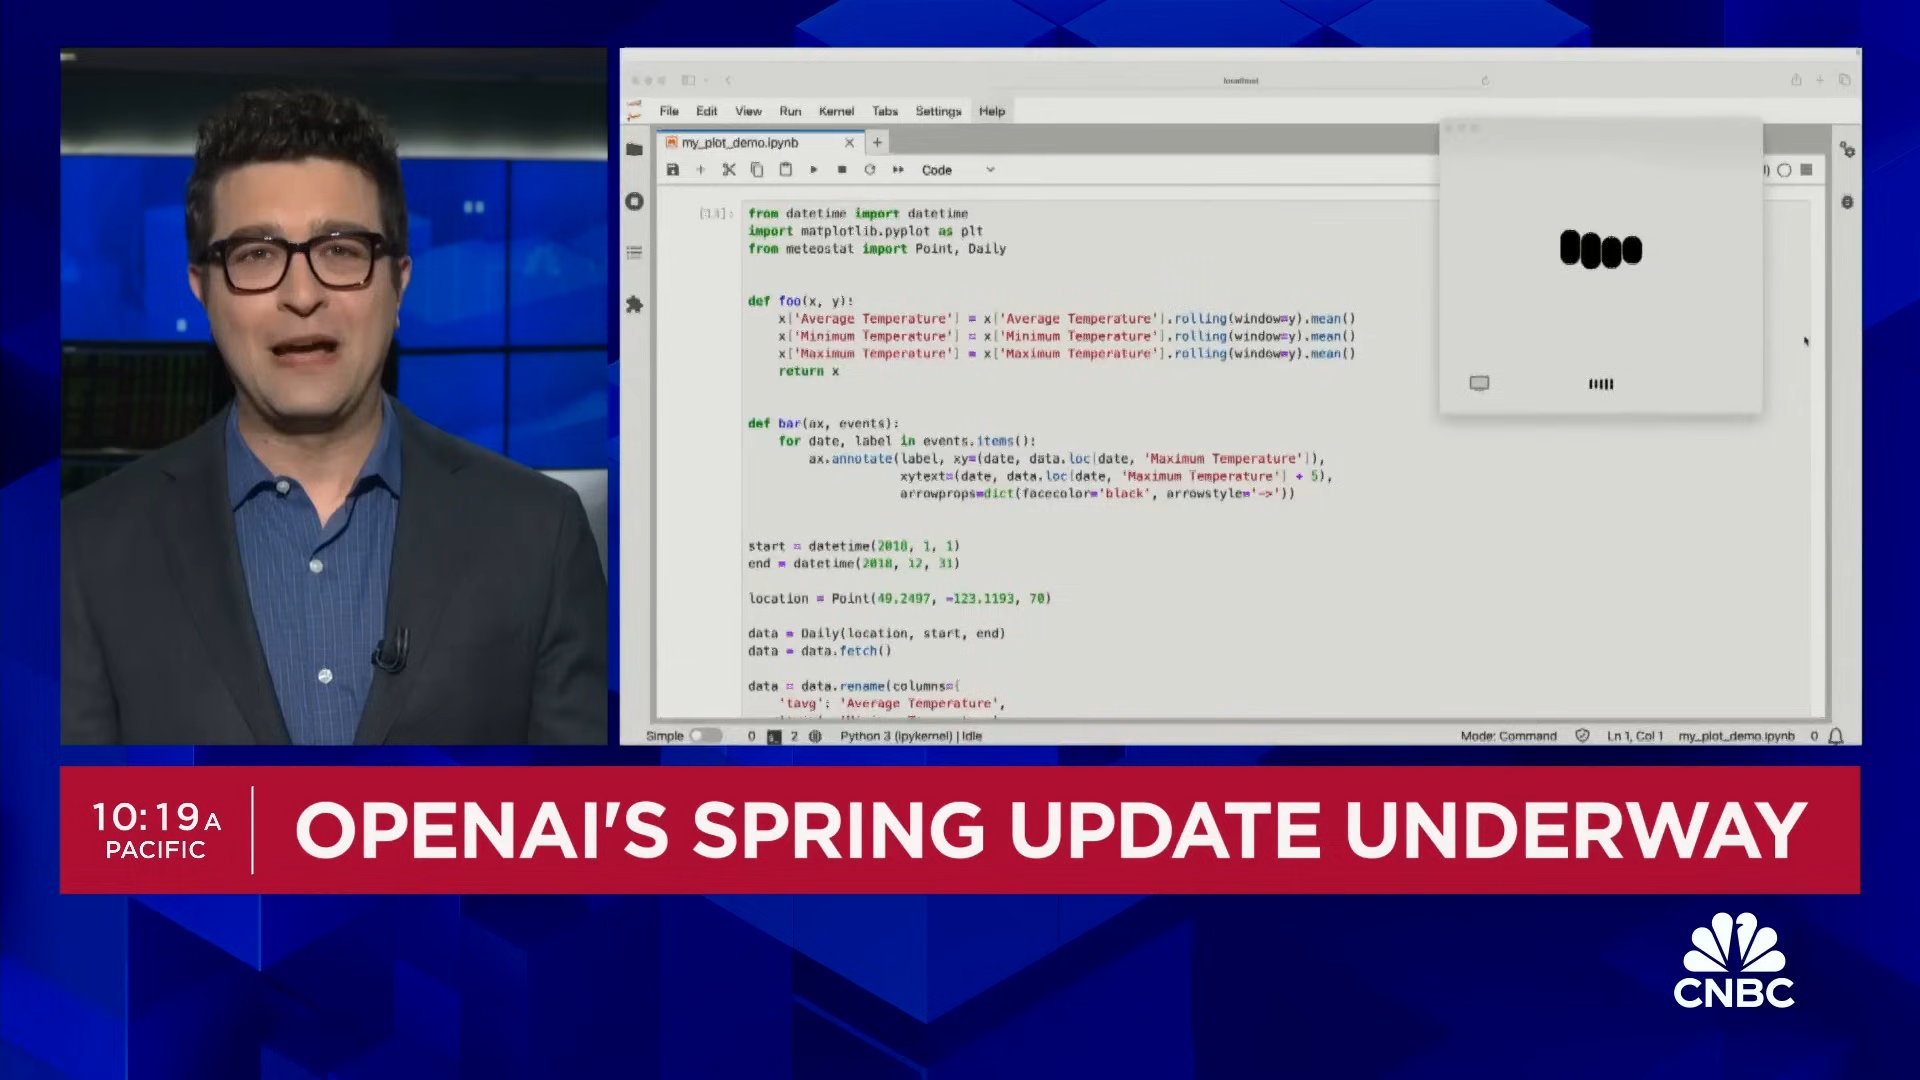 localhost
File Edit View Run Kernel Tabs Settings Help
my_plot_demo.ipynb
Code
[13]:
from datetime import datetime
import matplotlib.pyplot as plt
from meteostat import Point, Daily
def foo(x, y):
x['Average Temperature'] = x['Average Temperature'].rolling(window=y).mean()
x['Minimum Temperature'] = x['Minimum Temperature'].rolling(window=y).mean()
x['Maximum Temperature'] = x['Maximum Temperature'].rolling(window=y).mean()
return x
def bar(ax, events):
for date, label in events.items():
ax.annotate(label, xy=(date, data.loc[date, 'Maximum Temperature']),
xytext=(date, data.loc[date, 'Maximum Temperature'] + 5),
arrowprops=dict(facecolor='black', arrowstyle='->'))
start = datetime(2018, 1, 1)
end = datetime(2018, 12, 31)
location = Point(49.2497, -123.1193, 70)
data = Daily(location, start, end)
data = data.fetch()
data = data.rename(columns={
'tavg': 'Average Temperature',
Simple 0 2 Python 3 (ipykernel) | Idle Mode: Command Ln 1, Col 1 my_plot_demo.ipynb 0
10:19A
PACIFIC
OPENAI'S SPRING UPDATE UNDERWAY
CNBC